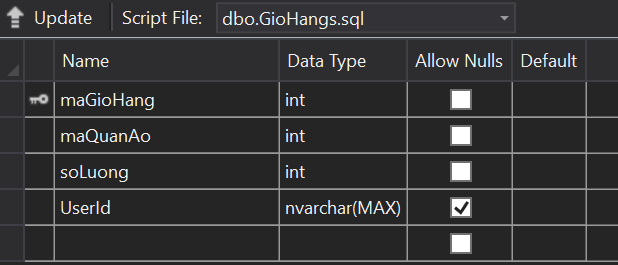 Update Script File: dbo.GioHangs.sql
Name Data Type Allow Nulls Default
maGioHang int
maQuanAo int
soLuong int
UserId nvarchar(MAX)